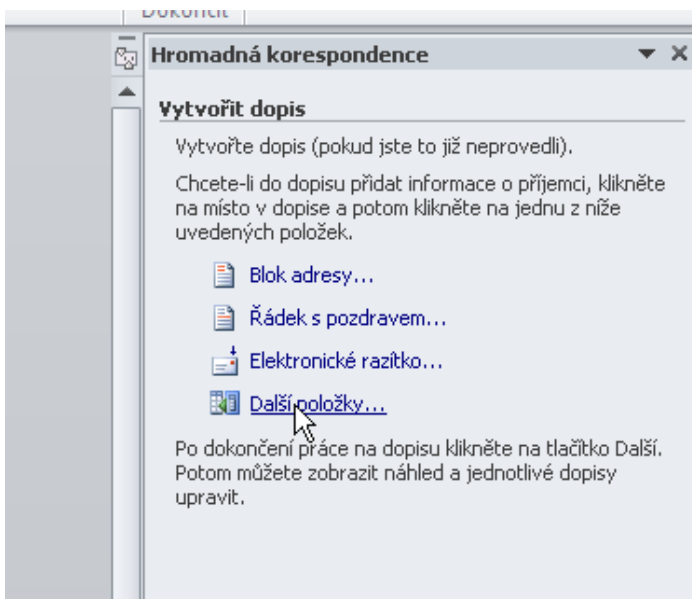 Dokončit
Hromadná korespondence
Vytvořit dopis
Vytvořte dopis (pokud jste to již neprovedli).
Chcete-li do dopisu přidat informace o příjemci, klikněte
na místo v dopise a potom klikněte na jednu z níže
uvedených položek.
Blok adresy...
Řádek s pozdravem...
Elektronické razítko...
Další položky...
Po dokončení práce na dopisu klikněte na tlačítko Další.
Potom můžete zobrazit náhled a jednotlivé dopisy
upravit.